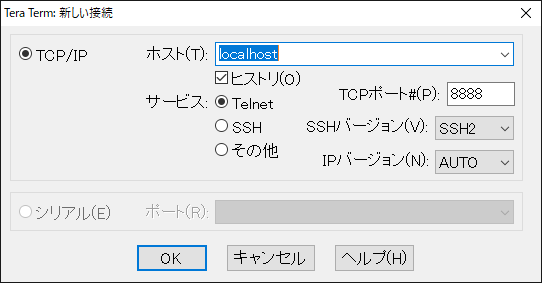 Tera Term: 新しい接続
TCP/IP ホスト(T): localhost
ヒストリ(O)
サービス: Telnet TCPポート#(P): 8888
SSH SSHバージョン(V): SSH2
その他 IPバージョン(N): AUTO
シリアル(E) ポート(R):
OK キャンセル ヘルプ(H)